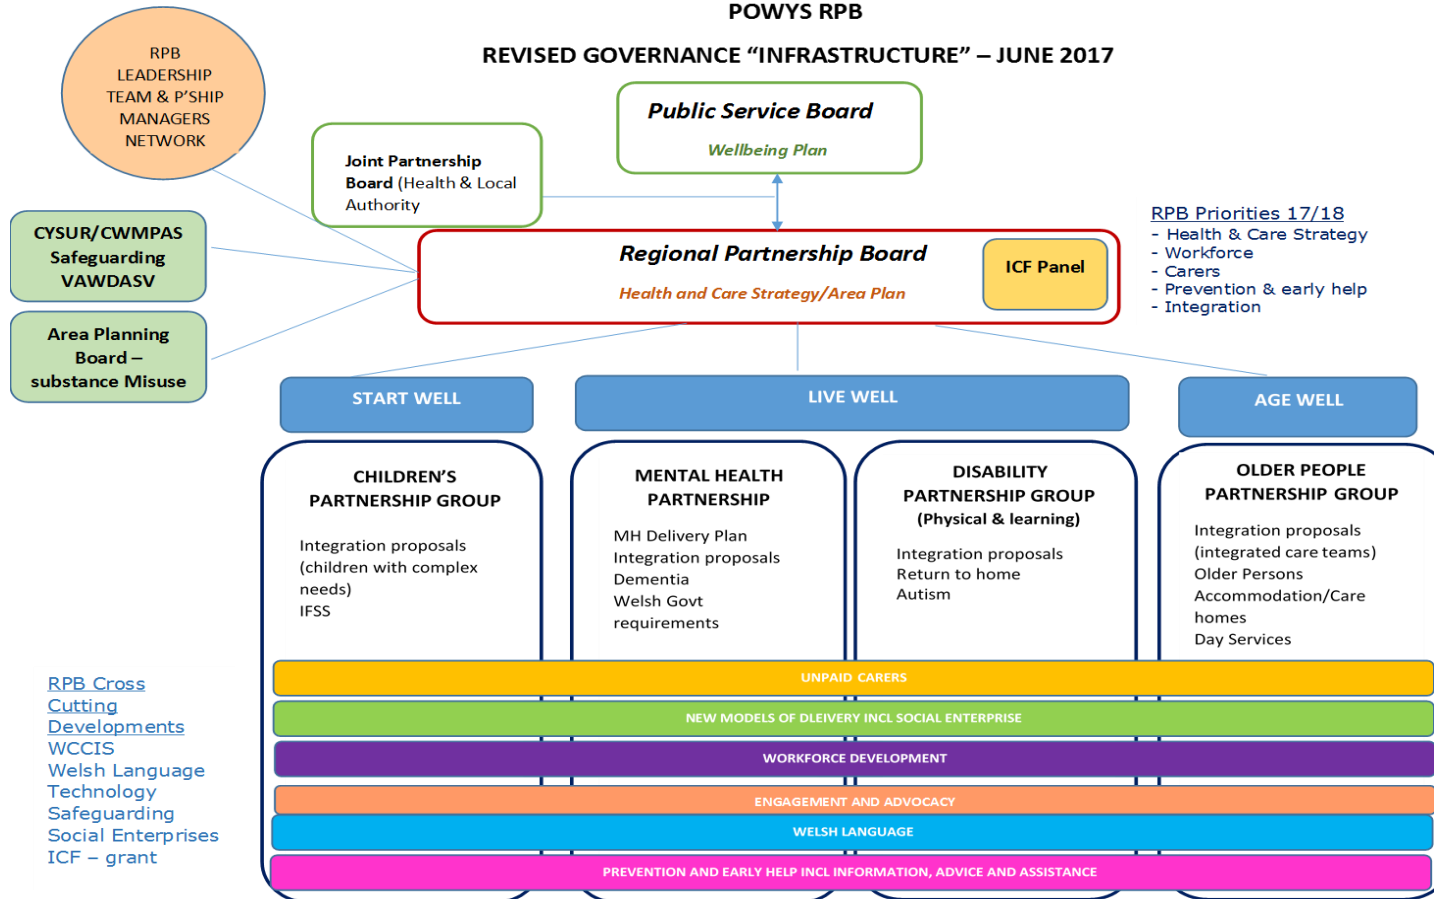 POWYS RPB
REVISED GOVERNANCE “INFRASTRUCTURE” – JUNE 2017
RPB
LEADERSHIP
TEAM & P’SHIP
MANAGERS
NETWORK
Public Service Board
Wellbeing Plan
Joint Partnership
Board (Health & Local
Authority
CYSUR/CWMPAS
Safeguarding
VAWDASV
Area Planning
Board –
substance Misuse
Regional Partnership Board
Health and Care Strategy/Area Plan
ICF Panel
RPB Priorities 17/18
- Health & Care Strategy
- Workforce
- Carers
- Prevention & early help
- Integration
START WELL
LIVE WELL
AGE WELL
CHILDREN’S
PARTNERSHIP GROUP
Integration proposals
(children with complex
needs)
IFSS
MENTAL HEALTH
PARTNERSHIP
MH Delivery Plan
Integration proposals
Dementia
Welsh Govt
requirements
DISABILITY
PARTNERSHIP GROUP
(Physical & learning)
Integration proposals
Return to home
Autism
OLDER PEOPLE
PARTNERSHIP GROUP
Integration proposals
(integrated care teams)
Older Persons
Accommodation/Care
homes
Day Services
RPB Cross
Cutting
Developments
WCCIS
Welsh Language
Technology
Safeguarding
Social Enterprises
ICF – grant
UNPAID CARERS
NEW MODELS OF DLEIVERY INCL SOCIAL ENTERPRISE
WORKFORCE DEVELOPMENT
ENGAGEMENT AND ADVOCACY
WELSH LANGUAGE
PREVENTION AND EARLY HELP INCL INFORMATION, ADVICE AND ASSISTANCE